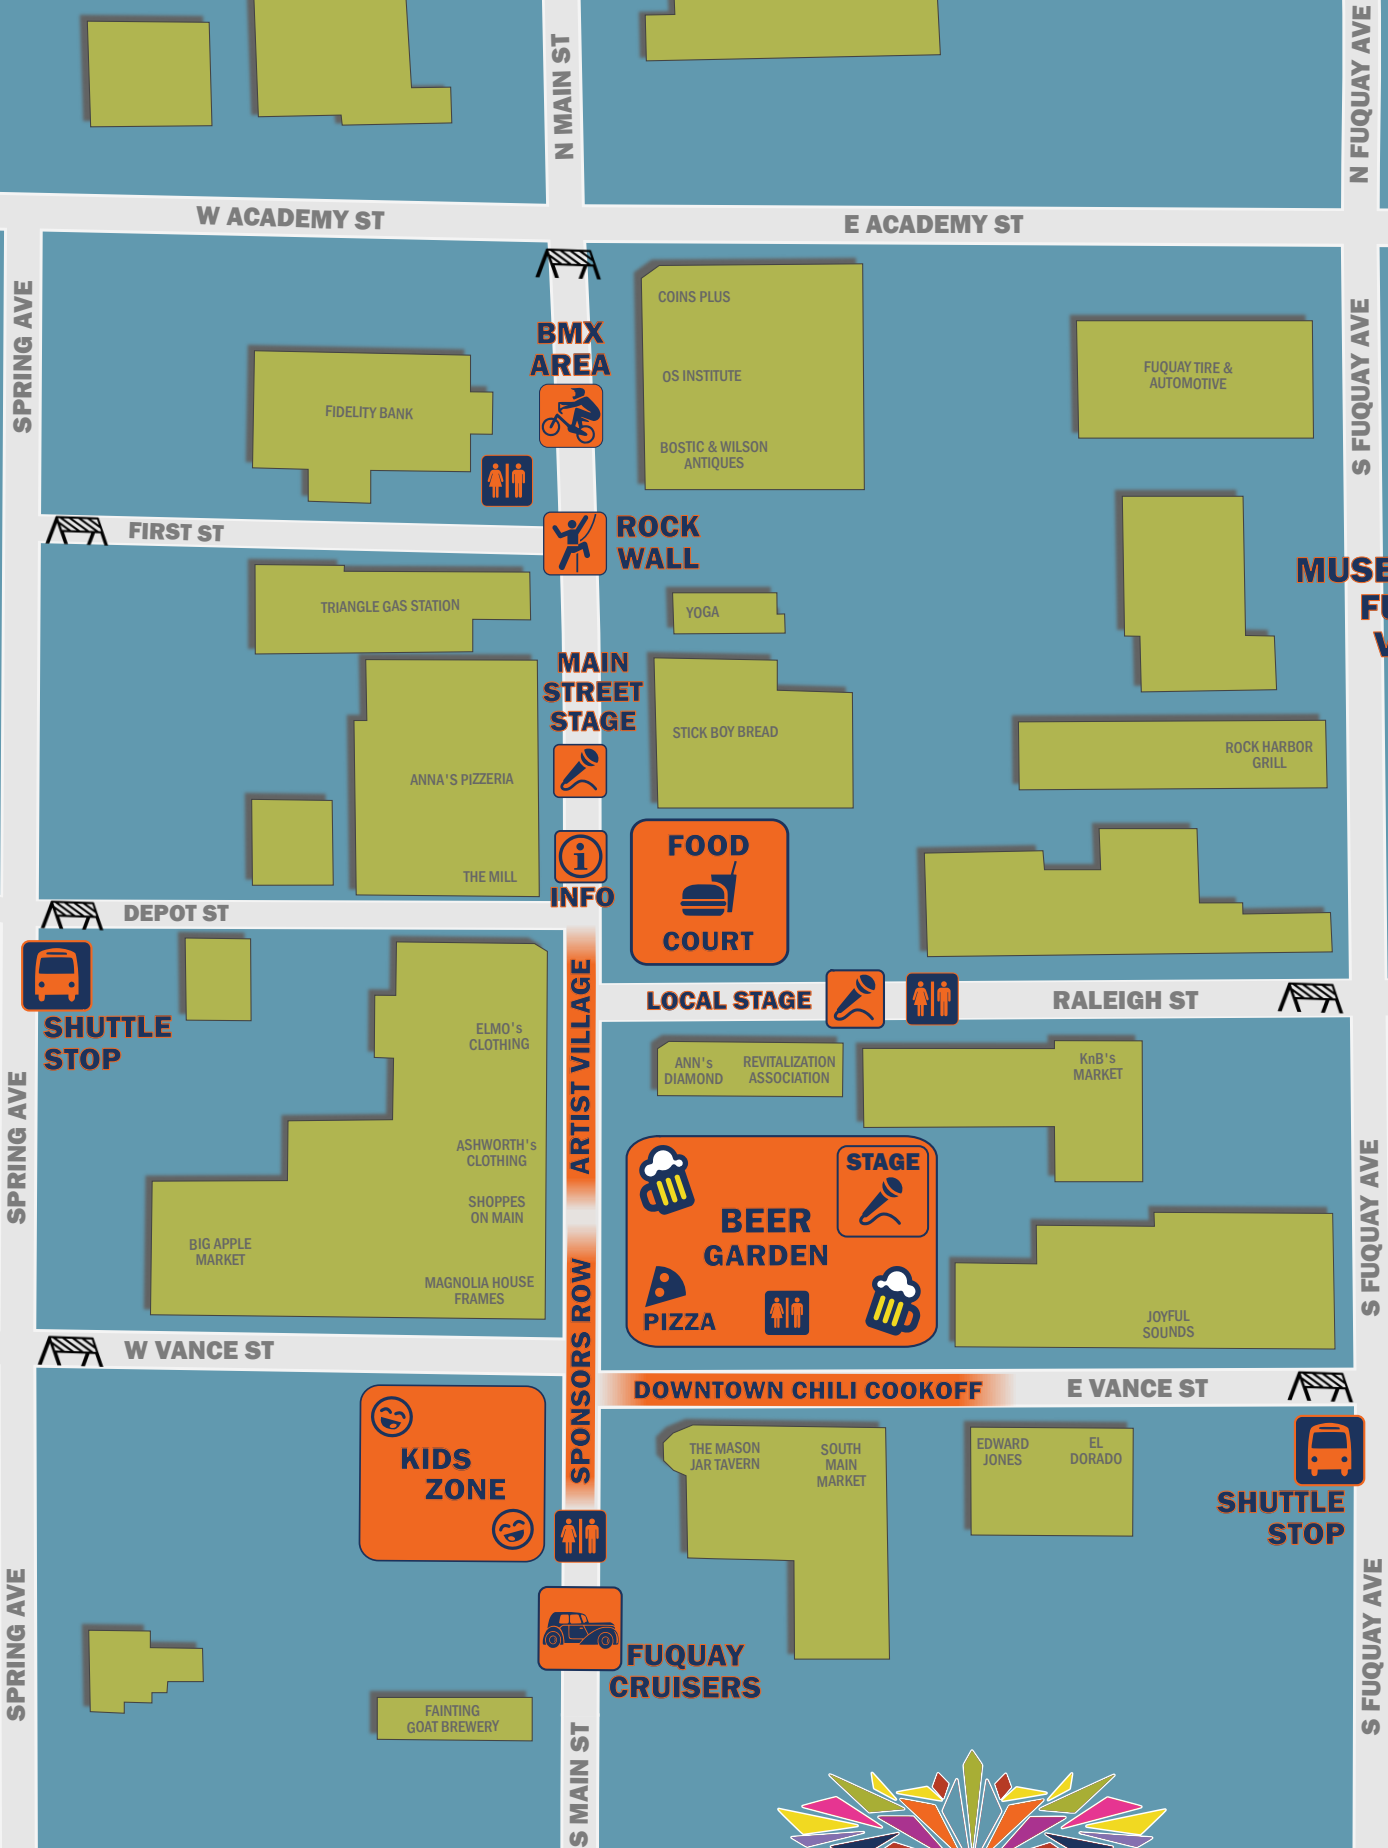 N MAIN ST
N FUQUAY AVE
W ACADEMY ST
E ACADEMY ST
SPRING AVE
S FUQUAY AVE
COINS PLUS
OS INSTITUTE
BOSTIC & WILSON
ANTIQUES
BMX
AREA
FUQUAY TIRE &
AUTOMOTIVE
FIDELITY BANK
FIRST ST
ROCK
WALL
MUSE
FU
V
TRIANGLE GAS STATION
YOGA
MAIN
STREET
STAGE
STICK BOY BREAD
ROCK HARBOR
GRILL
ANNA'S PIZZERIA
THE MILL
INFO
FOOD
COURT
DEPOT ST
SHUTTLE
STOP
ARTIST VILLAGE
LOCAL STAGE
RALEIGH ST
ELMO's
CLOTHING
ANN's
DIAMOND
REVITALIZATION
ASSOCIATION
KnB's
MARKET
SPRING AVE
S FUQUAY AVE
ASHWORTH's
CLOTHING
SHOPPES
ON MAIN
BIG APPLE
MARKET
MAGNOLIA HOUSE
FRAMES
STAGE
BEER
GARDEN
PIZZA
JOYFUL
SOUNDS
SPONSORS ROW
W VANCE ST
DOWNTOWN CHILI COOKOFF
E VANCE ST
KIDS
ZONE
THE MASON
JAR TAVERN
SOUTH
MAIN
MARKET
EDWARD
JONES
EL
DORADO
SHUTTLE
STOP
SPRING AVE
S FUQUAY AVE
FUQUAY
CRUISERS
FAINTING
GOAT BREWERY
S MAIN ST